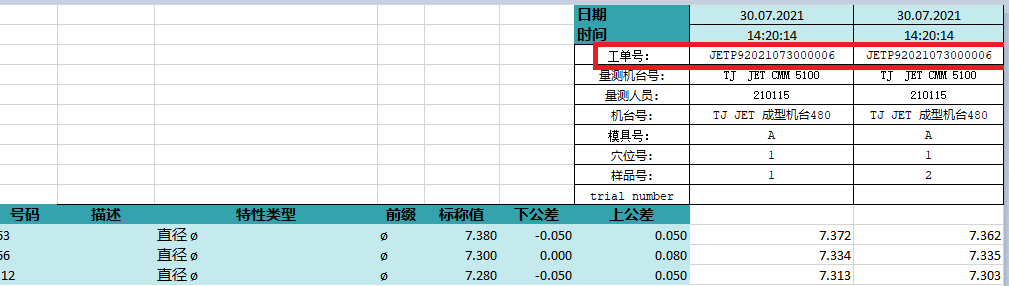 日期 30.07.2021 30.07.2021
时间 14:20:14 14:20:14
工单号: JETP92021073000006 JETP92021073000006
量测机台号: TJ JET CMM 5100 TJ JET CMM 5100
量测人员: 210115 210115
机台号: TJ JET 成型机台480 TJ JET 成型机台480
模具号: A A
穴位号: 1 1
样品号: 1 2
trial number
号码 描述 特性类型 前缀 标称值 下公差 上公差
53 直径 ø ø 7.380 -0.050 0.050 7.372 7.362
56 直径 ø ø 7.300 0.000 0.080 7.334 7.335
12 直径 ø ø 7.280 -0.050 0.050 7.313 7.303